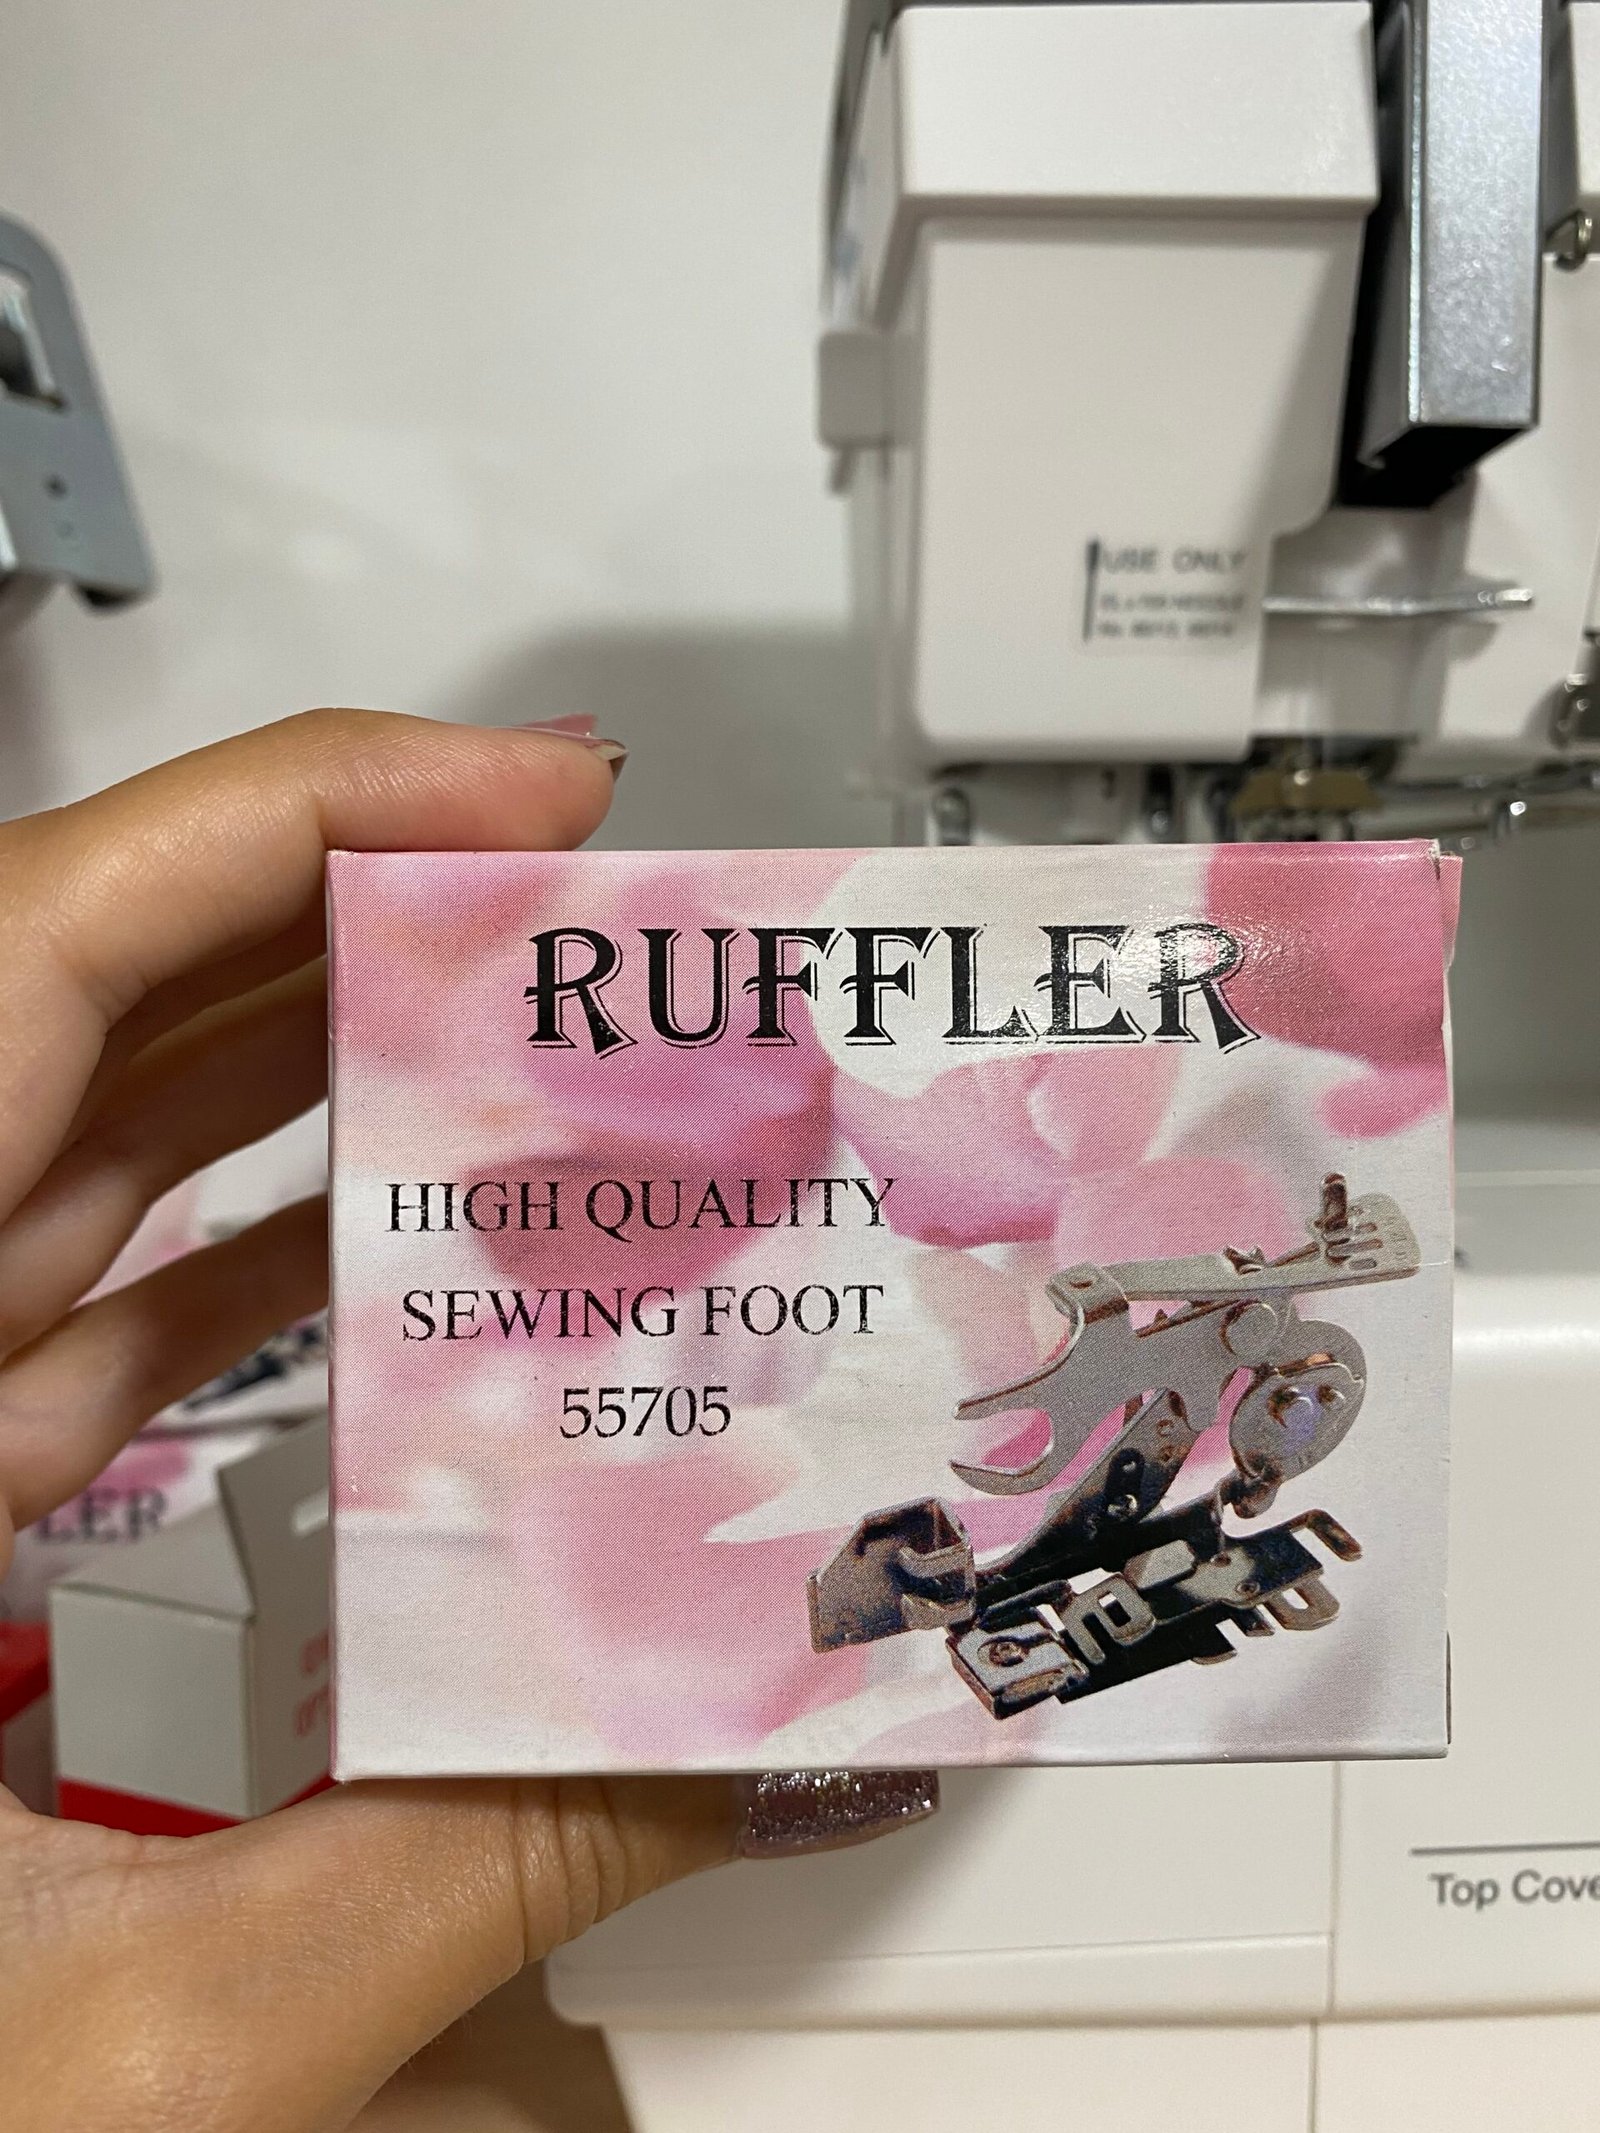 USE ONLY
RUFFLER
HIGH QUALITY
SEWING FOOT
55705
LER
Top Cove